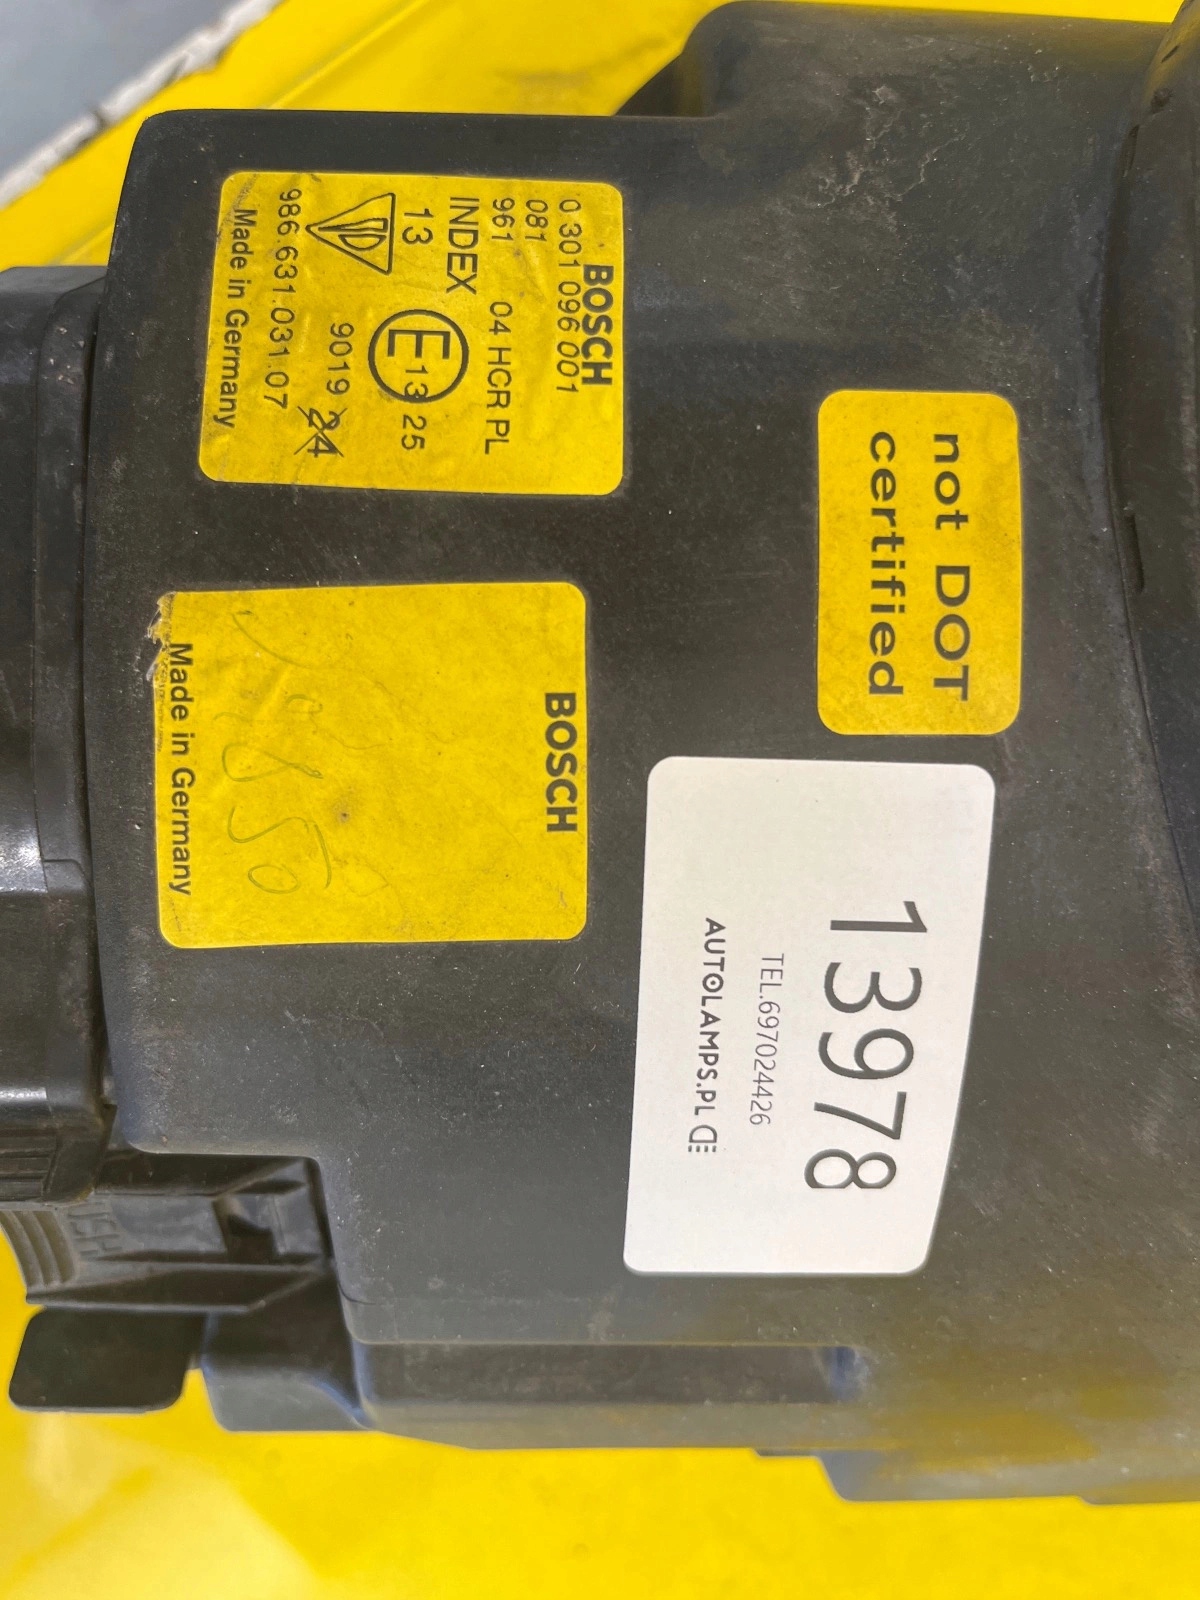 BOSCH
0 301 096 001
081
961 04 HCR PL
INDEX
13 E13 25
9019 24
986.631.031.07
Made in Germany
not DOT
certified
BOSCH
Made in Germany
13978
TEL.697024426
AUTOLAMPS.PL